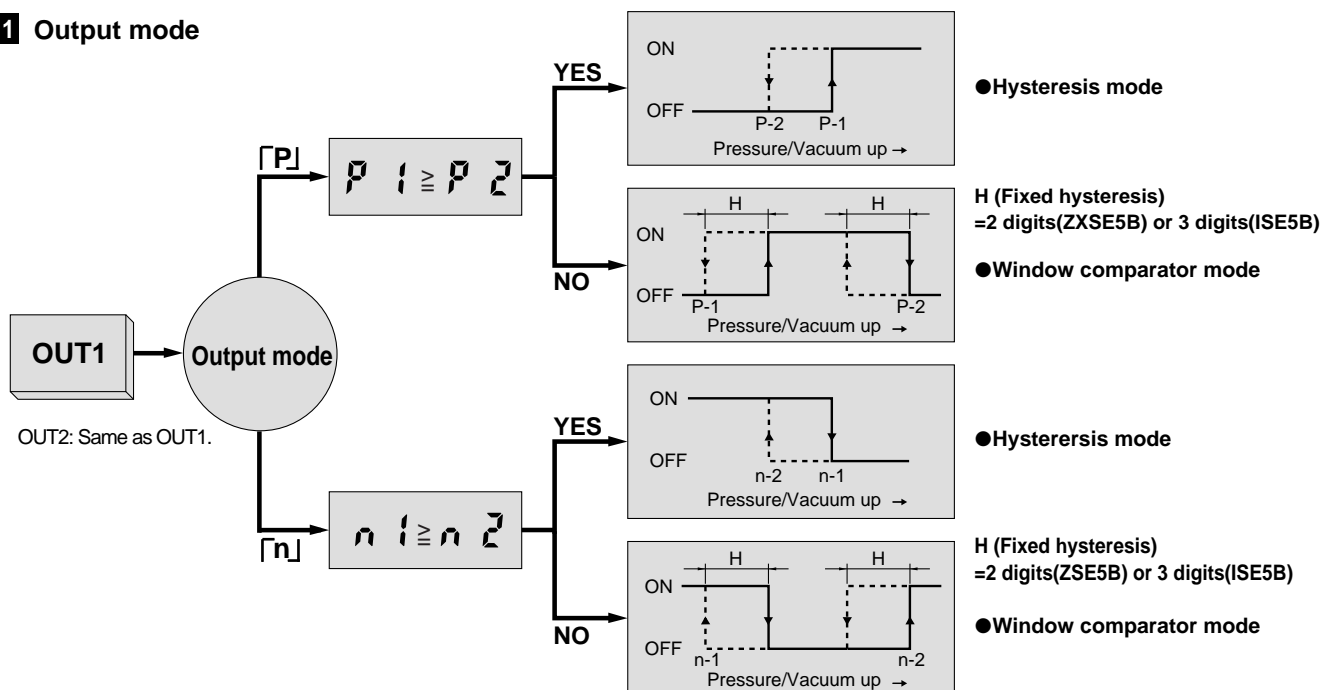 1 Output mode
OUT1
Output mode
OUT2: Same as OUT1.
「P」
P 1 ≧ P 2
YES
ON
OFF
P-2 P-1
Pressure/Vacuum up →
●Hysteresis mode
NO
H H
ON
OFF
P-1 P-2
Pressure/Vacuum up →
H (Fixed hysteresis)
=2 digits(ZXSE5B) or 3 digits(ISE5B)
●Window comparator mode
「n」
n 1 ≧ n 2
YES
ON
OFF
n-2 n-1
Pressure/Vacuum up →
●Hysterersis mode
NO
H H
ON
OFF
n-1 n-2
Pressure/Vacuum up →
H (Fixed hysteresis)
=2 digits(ZSE5B) or 3 digits(ISE5B)
●Window comparator mode